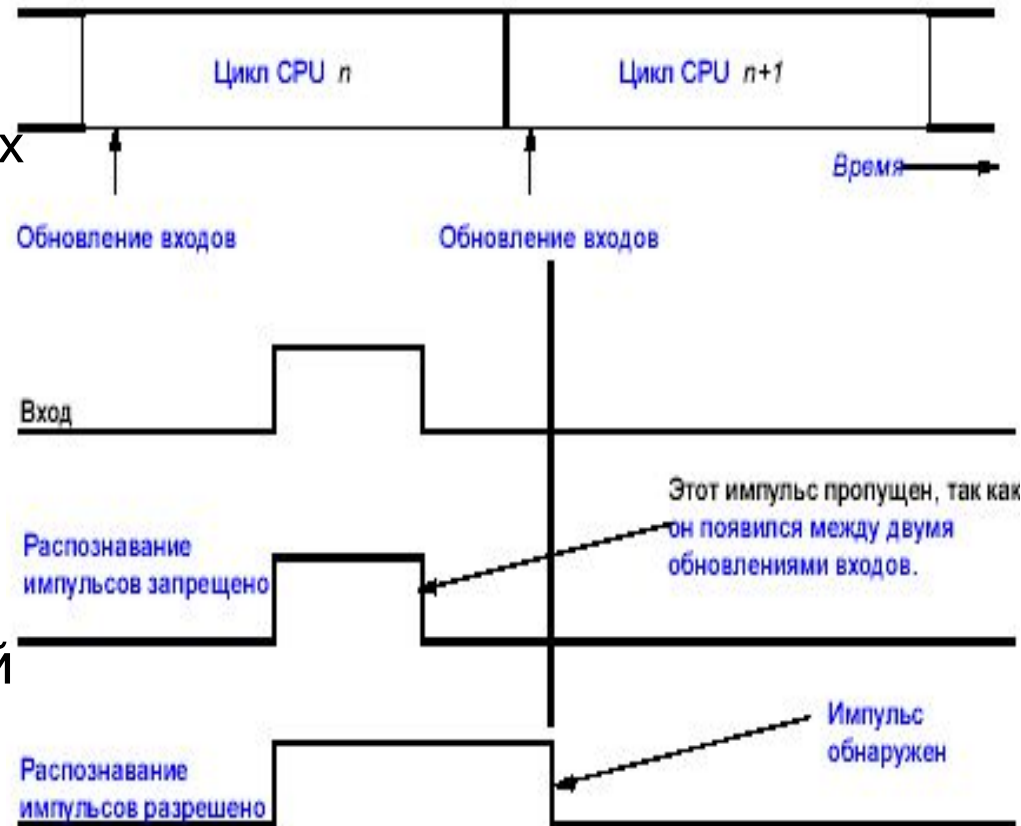 Цикл CPU n
Цикл CPU n+1
х
Время
Обновление входов
Обновление входов
Вход
Этот импульс пропущен, так как
он появился между двумя
обновлениями входов.
Распознавание
импульсов запрещено
й
Импульс
обнаружен
Распознавание
импульсов разрешено